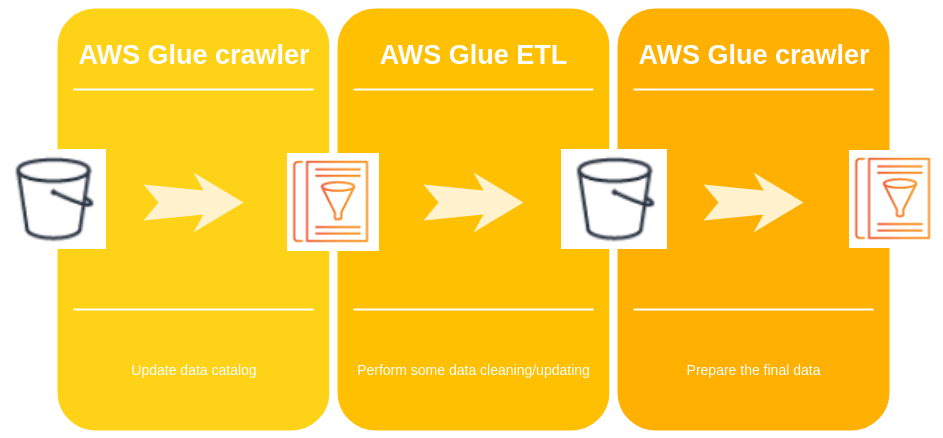 AWS Glue crawler
AWS Glue ETL
AWS Glue crawler
Update data catalog
Perform some data cleaning/updating
Prepare the final data